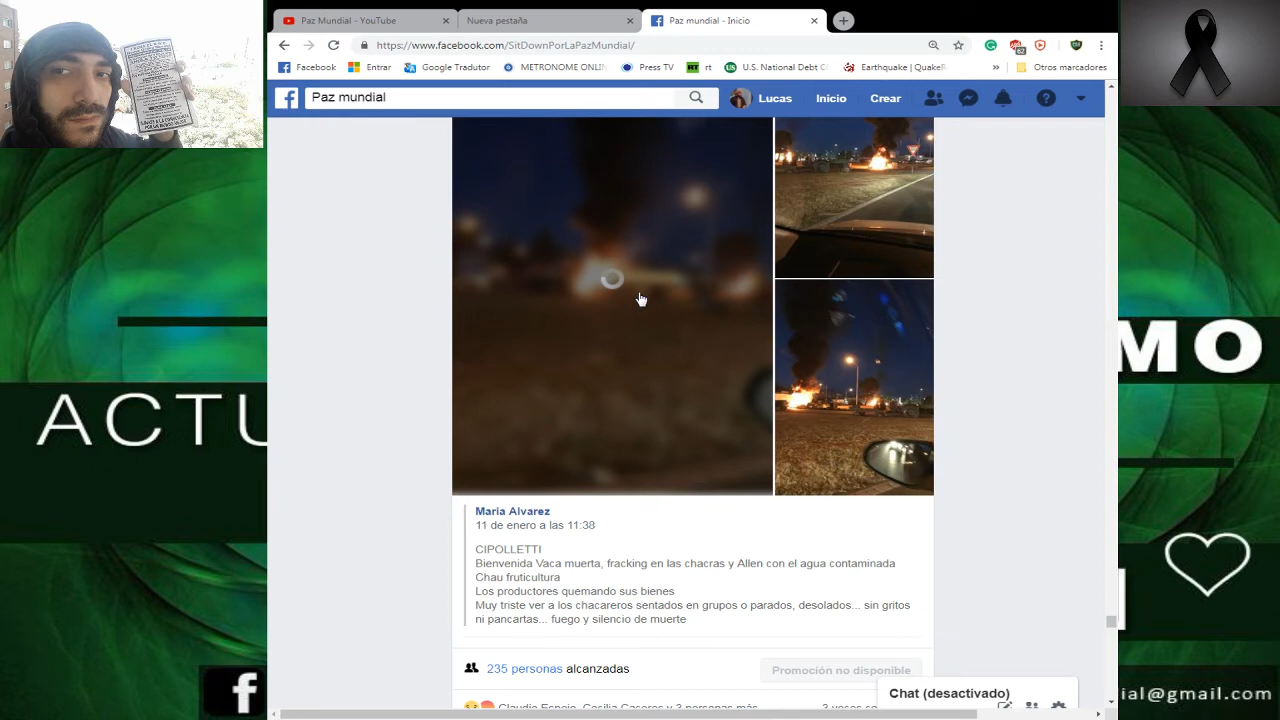 Paz Mundial - YouTube
Nueva pestaña
Paz mundial - Inicio
https://www.facebook.com/SitDownPorLaPazMundial/
Facebook
Entrar
Google Tradutor
METRONOME ONLIN
Press TV
RT rt
U.S. National Debt C
Earthquake | QuakeR
»
Otros marcadores
Paz mundial
Lucas
Inicio
Crear
ACTU
MO
Maria Alvarez
11 de enero a las 11:38
CIPOLLETTI
Bienvenida Vaca muerta, fracking en las chacras y Allen con el agua contaminada
Chau fruticultura
Los productores quemando sus bienes
Muy triste ver a los chacareros sentados en grupos o parados, desolados... sin gritos
ni pancartas... fuego y silencio de muerte
235 personas alcanzadas
Promoción no disponible
Chat (desactivado)
ial@gmail.com